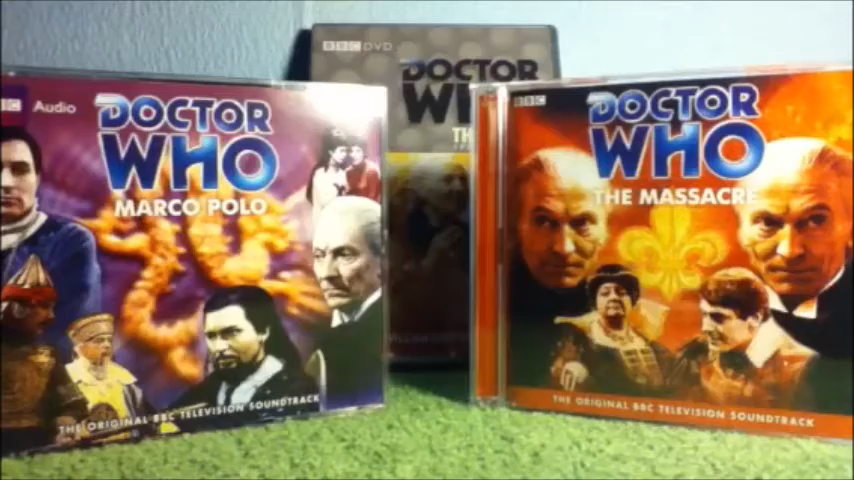 BBC Audio
DOCTOR
WHO
MARCO POLO
THE ORIGINAL BBC TELEVISION SOUNDTRACK
BBC DVD
DOCTOR
BBC
DOCTOR
WHO
THE MASSACRE
THE ORIGINAL BBC TELEVISION SOUNDTRACK